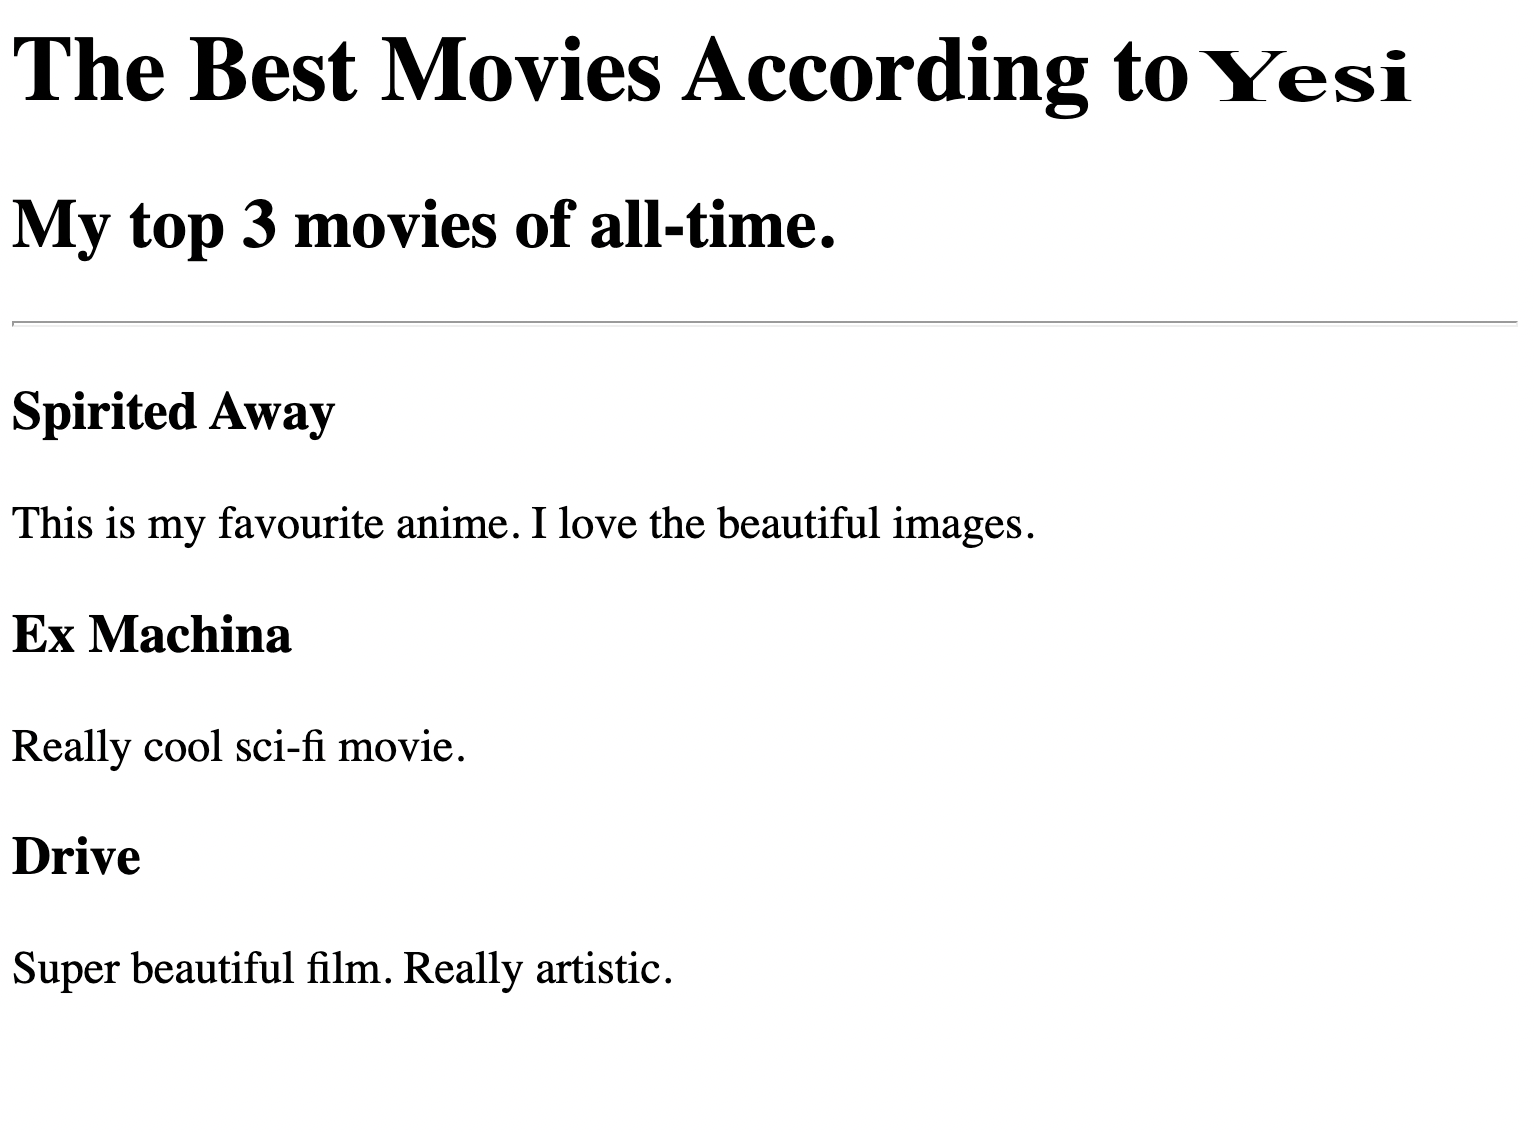 The Best Movies According to Yesi
My top 3 movies of all-time.
Spirited Away
This is my favourite anime. I love the beautiful images.
Ex Machina
Really cool sci-fi movie.
Drive
Super beautiful film. Really artistic.